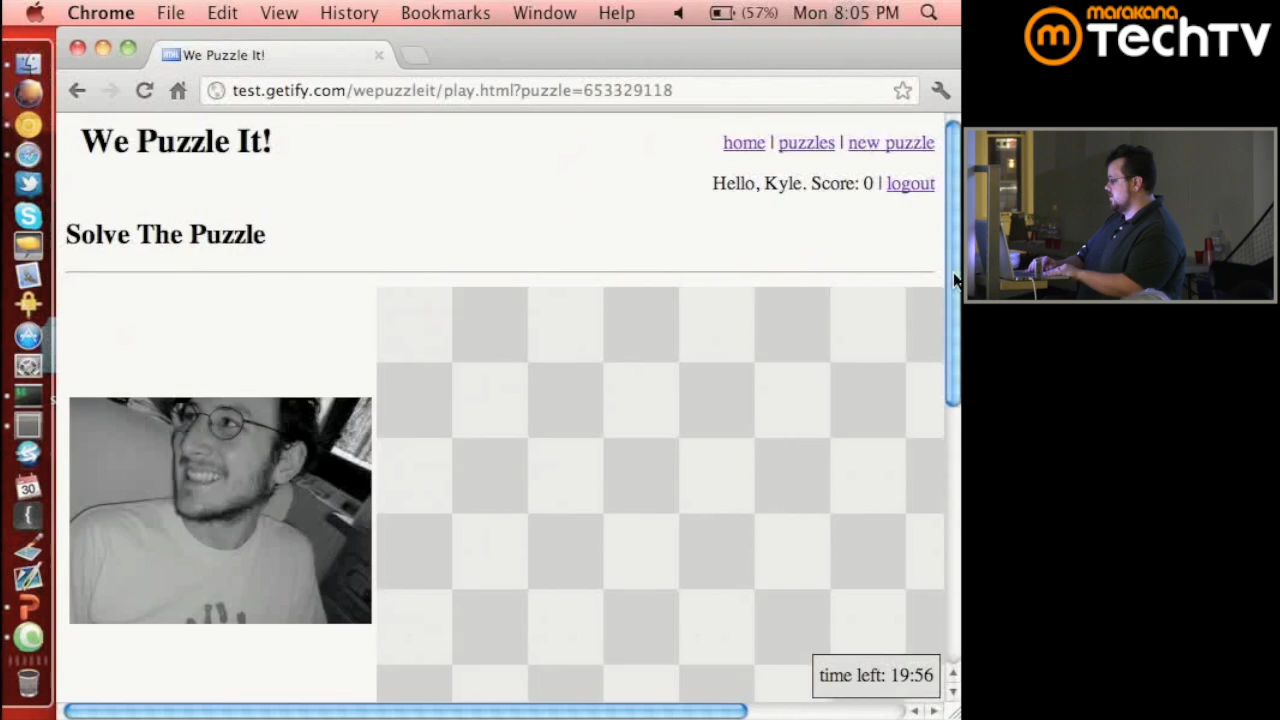 Chrome File Edit View History Bookmarks Window Help (57%) Mon 8:05 PM
marakana
m TechTV
We Puzzle It!
test.getify.com/wepuzzleit/play.html?puzzle=653329118
We Puzzle It!
home | puzzles | new puzzle
Hello, Kyle. Score: 0 | logout
Solve The Puzzle
30
time left: 19:56